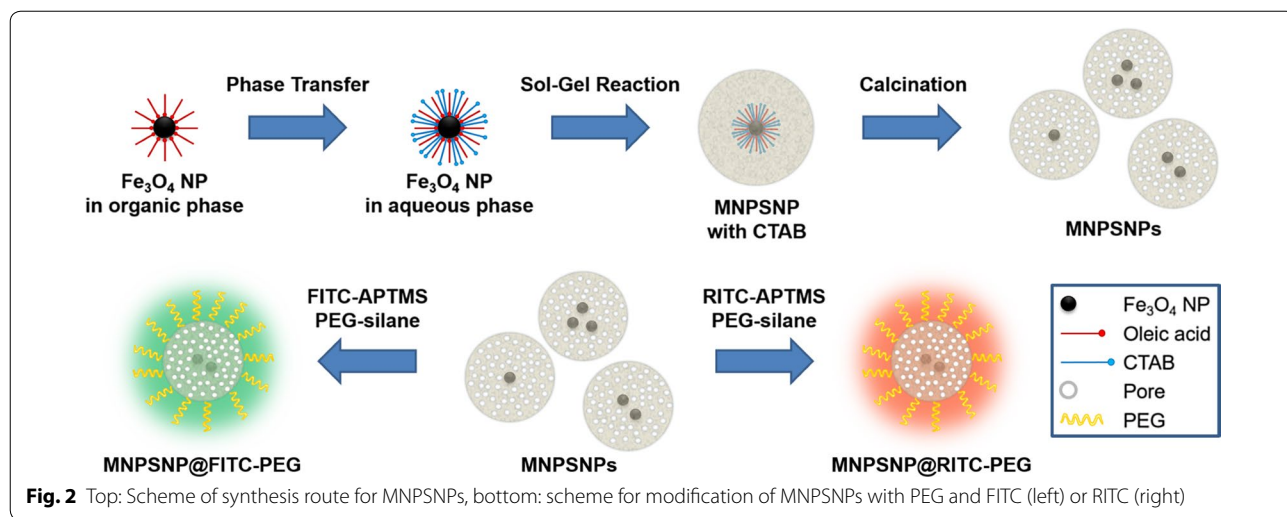 Phase Transfer
Sol-Gel Reaction
Calcination
Fe₃O₄ NP
in organic phase
Fe₃O₄ NP
in aqueous phase
MNPSNP
with CTAB
MNPSNPs
FITC-APTMS
PEG-silane
RITC-APTMS
PEG-silane
MNPSNP@FITC-PEG
MNPSNPs
MNPSNP@RITC-PEG
Fe₃O₄ NP
Oleic acid
CTAB
Pore
PEG
Fig. 2 Top: Scheme of synthesis route for MNPSNPs, bottom: scheme for modification of MNPSNPs with PEG and FITC (left) or RITC (right)